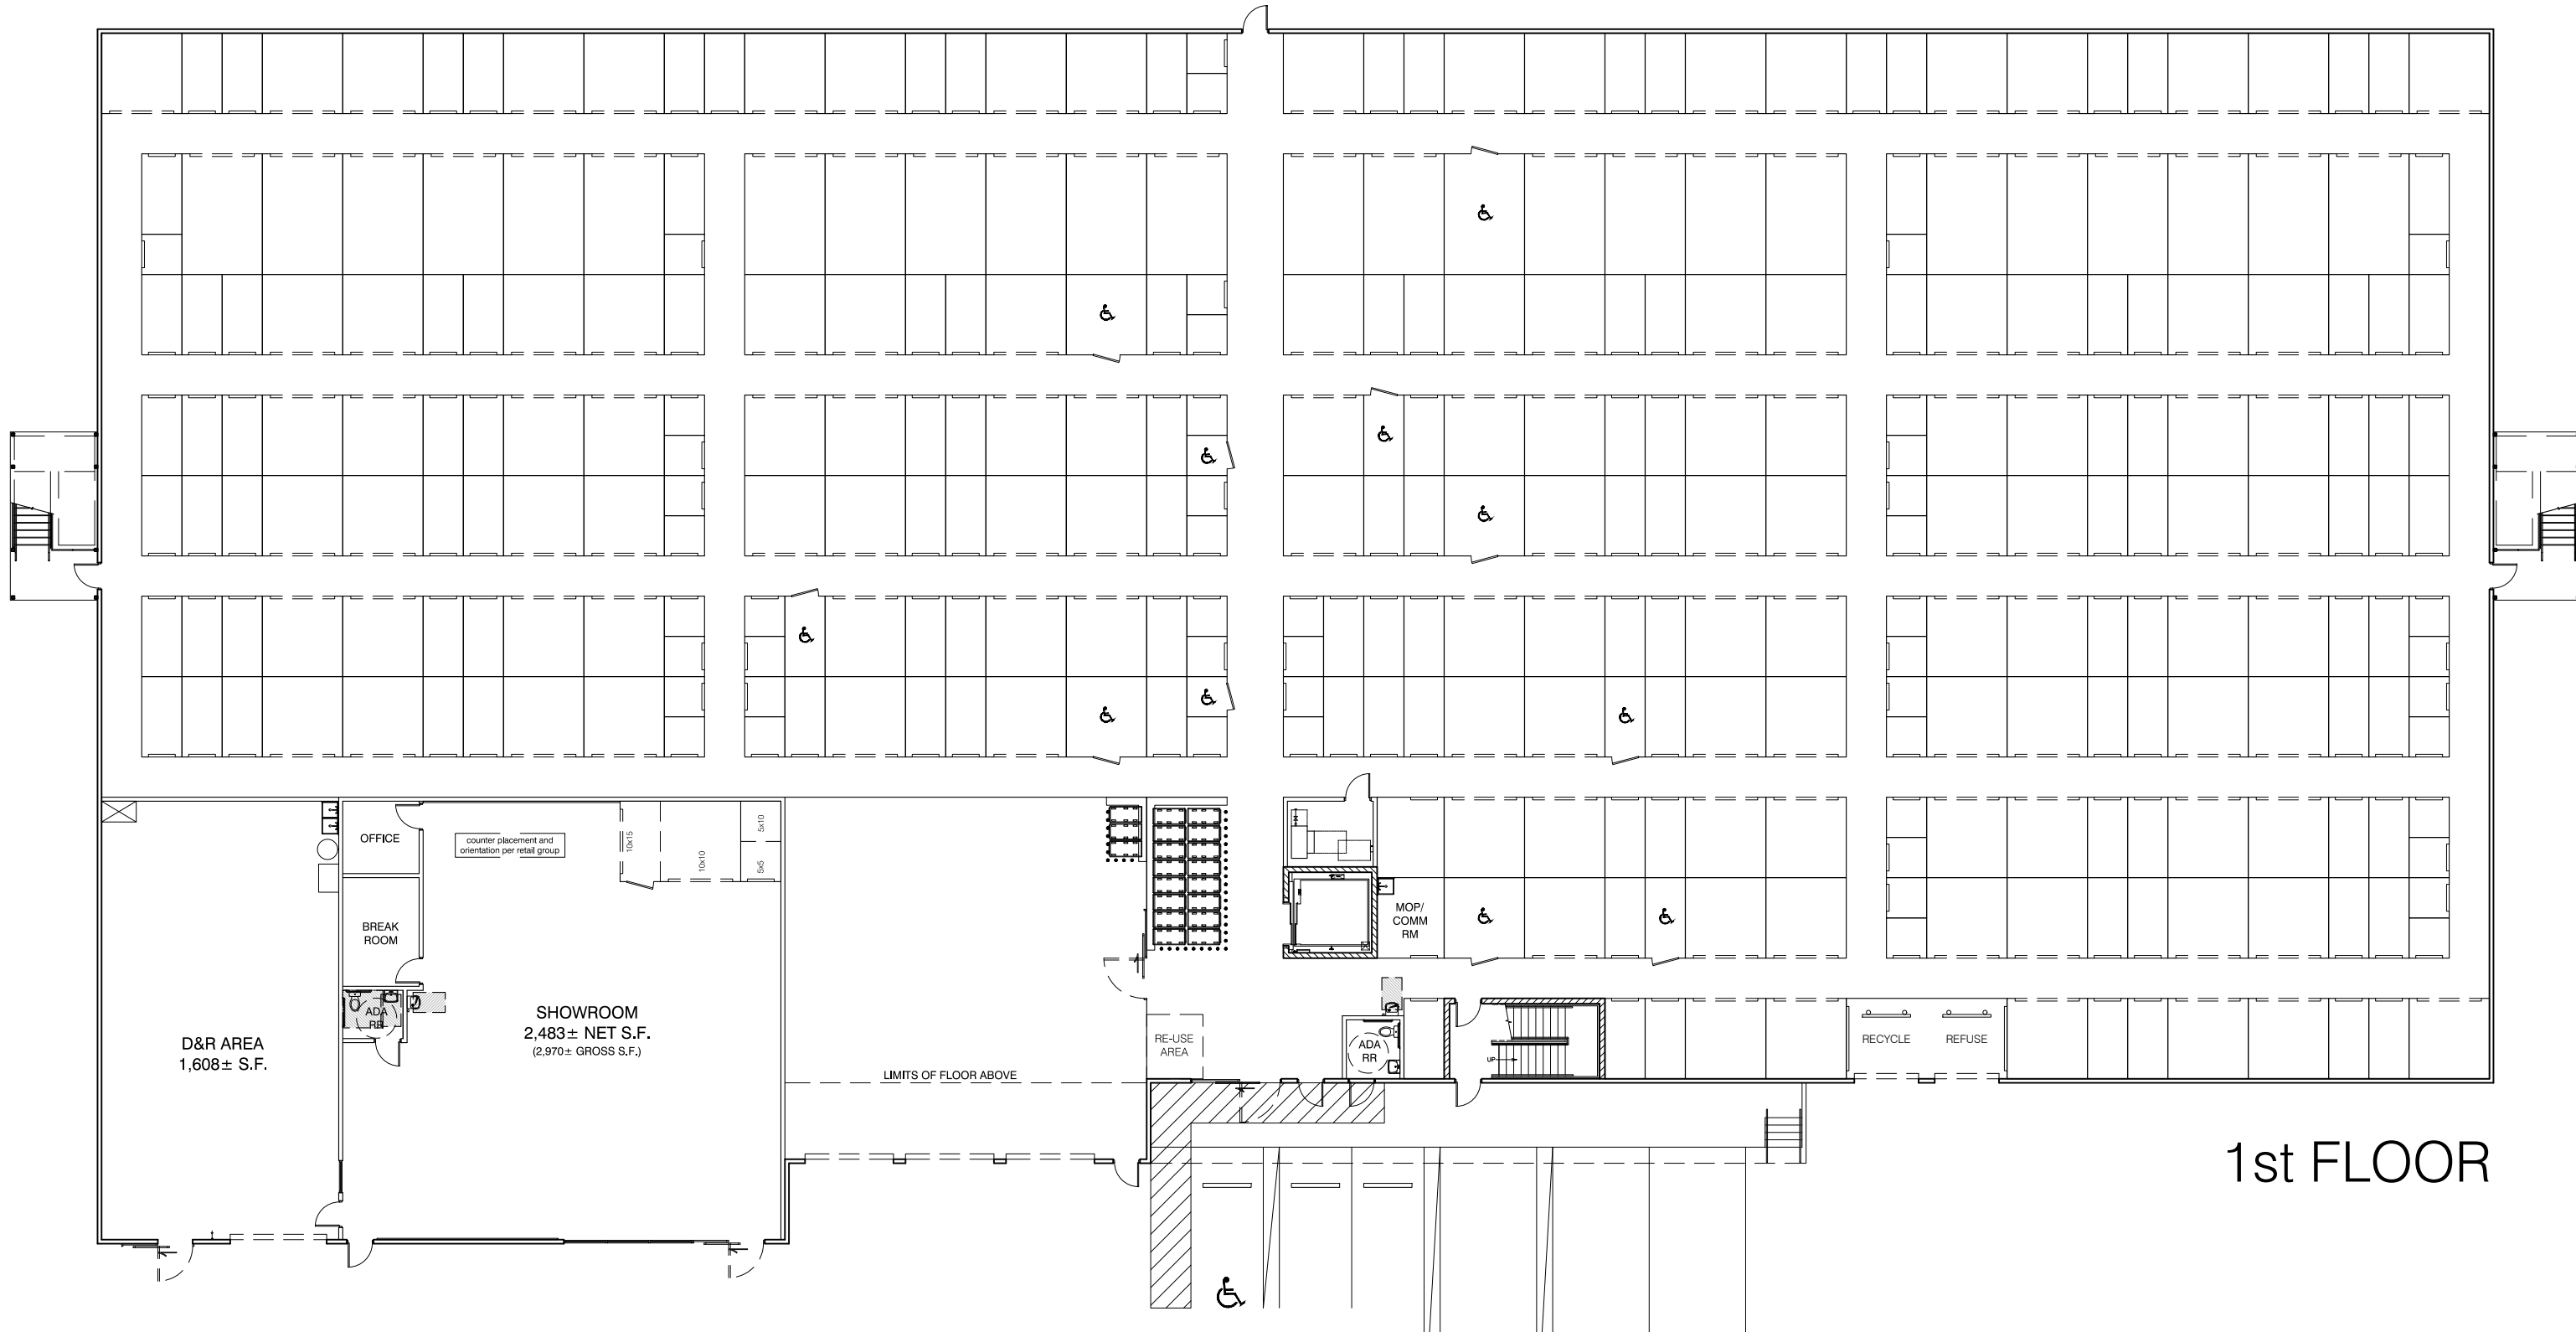 OFFICE
counter placement and
orientation per retail group
10x15
10x10
5x10
5x5
BREAK
ROOM
MOP/
COMM
RM
ADA
RR
SHOWROOM
2,483± NET S.F.
(2,970± GROSS S.F.)
D&R AREA
1,608± S.F.
LIMITS OF FLOOR ABOVE
RE-USE
AREA
ADA
RR
UP
RECYCLE
REFUSE
1st FLOOR